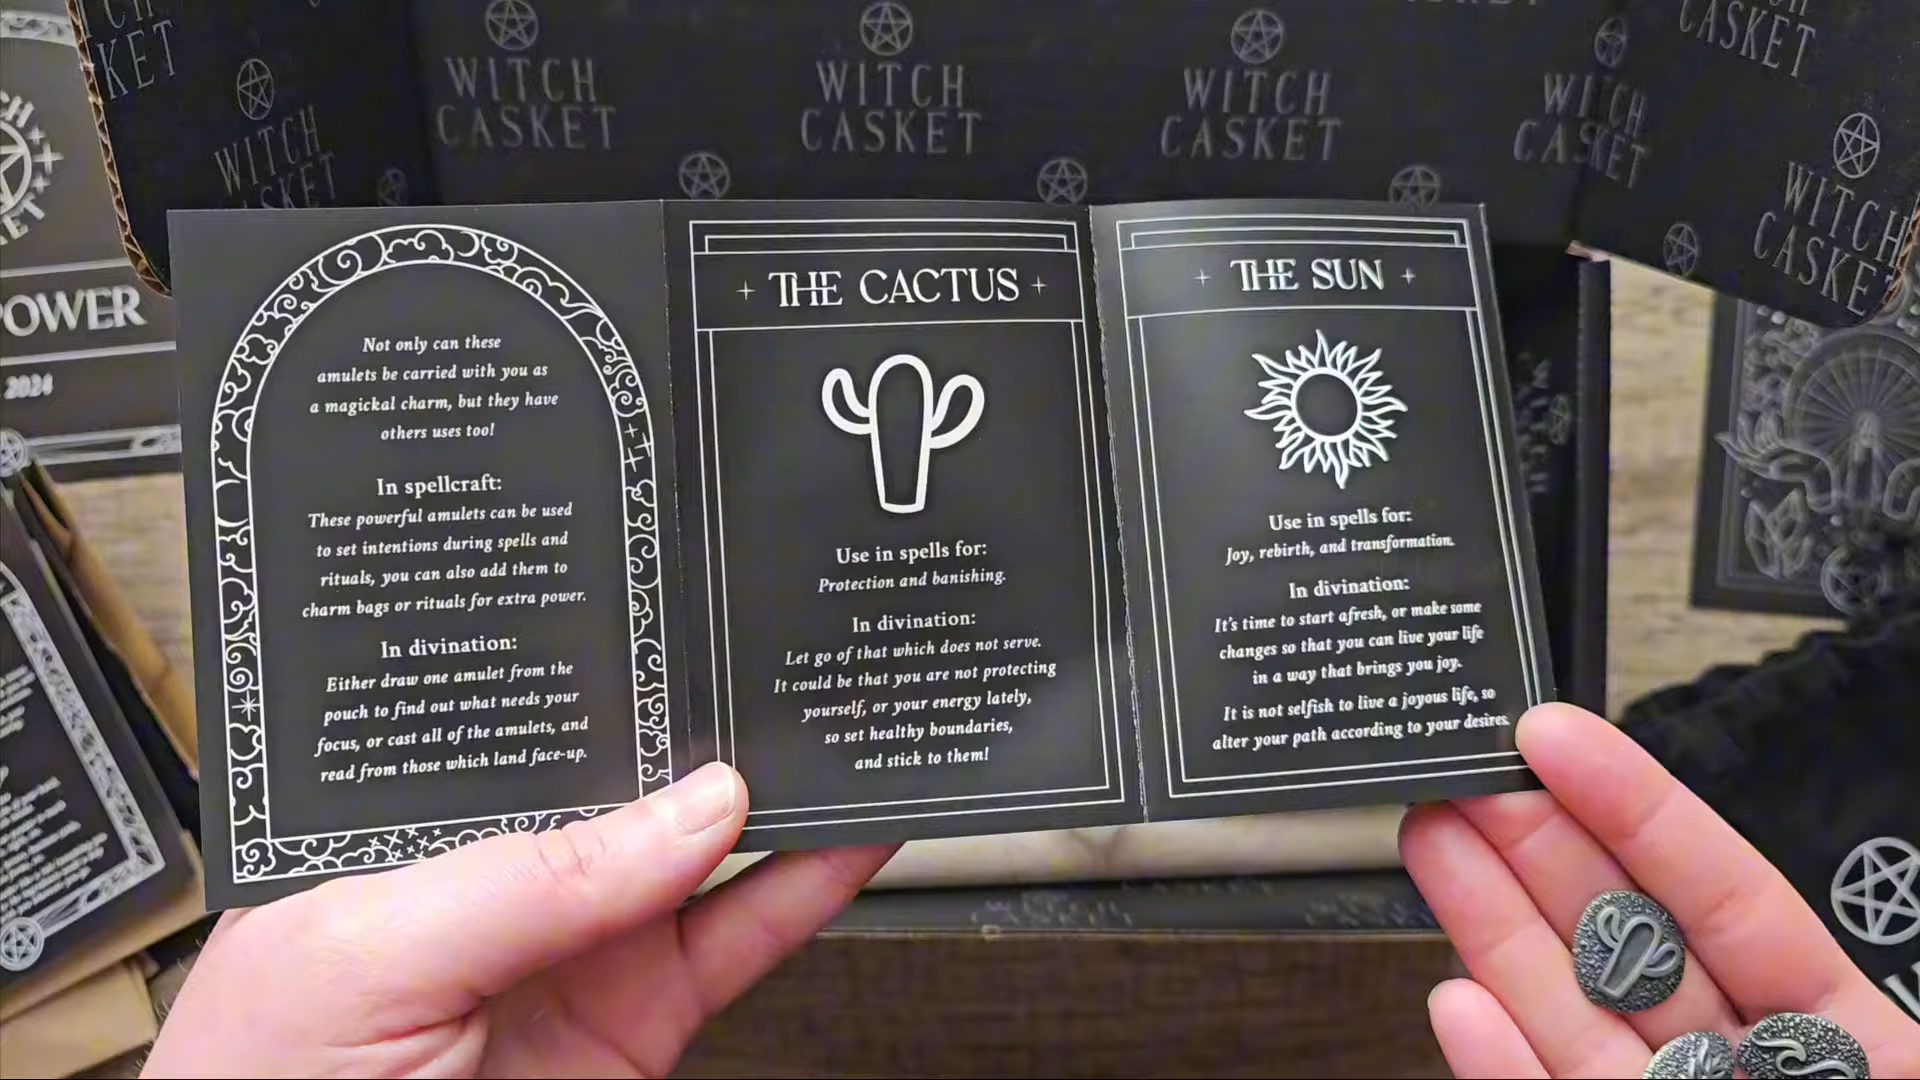 WITCH
CASKET
WITCH
CASKET
WITCH
CASKET
WITCH
CASKET
WITCH
CASKET
WITCH
CASKET
CASKET
KET
POWER
2024
Not only can these
amulets be carried with you as
a magickal charm, but they have
others uses too!
In spellcraft:
These powerful amulets can be used
to set intentions during spells and
rituals, you can also add them to
charm bags or rituals for extra power.
In divination:
Either draw one amulet from the
pouch to find out what needs your
focus, or cast all of the amulets, and
read from those which land face-up.
THE CACTUS
Use in spells for:
Protection and banishing.
In divination:
Let go of that which does not serve.
It could be that you are not protecting
yourself, or your energy lately,
so set healthy boundaries,
and stick to them!
THE SUN
Use in spells for:
Joy, rebirth, and transformation.
In divination:
It's time to start afresh, or make some
changes so that you can live your life
in a way that brings you joy.
It is not selfish to live a joyous life, so
alter your path according to your desires.